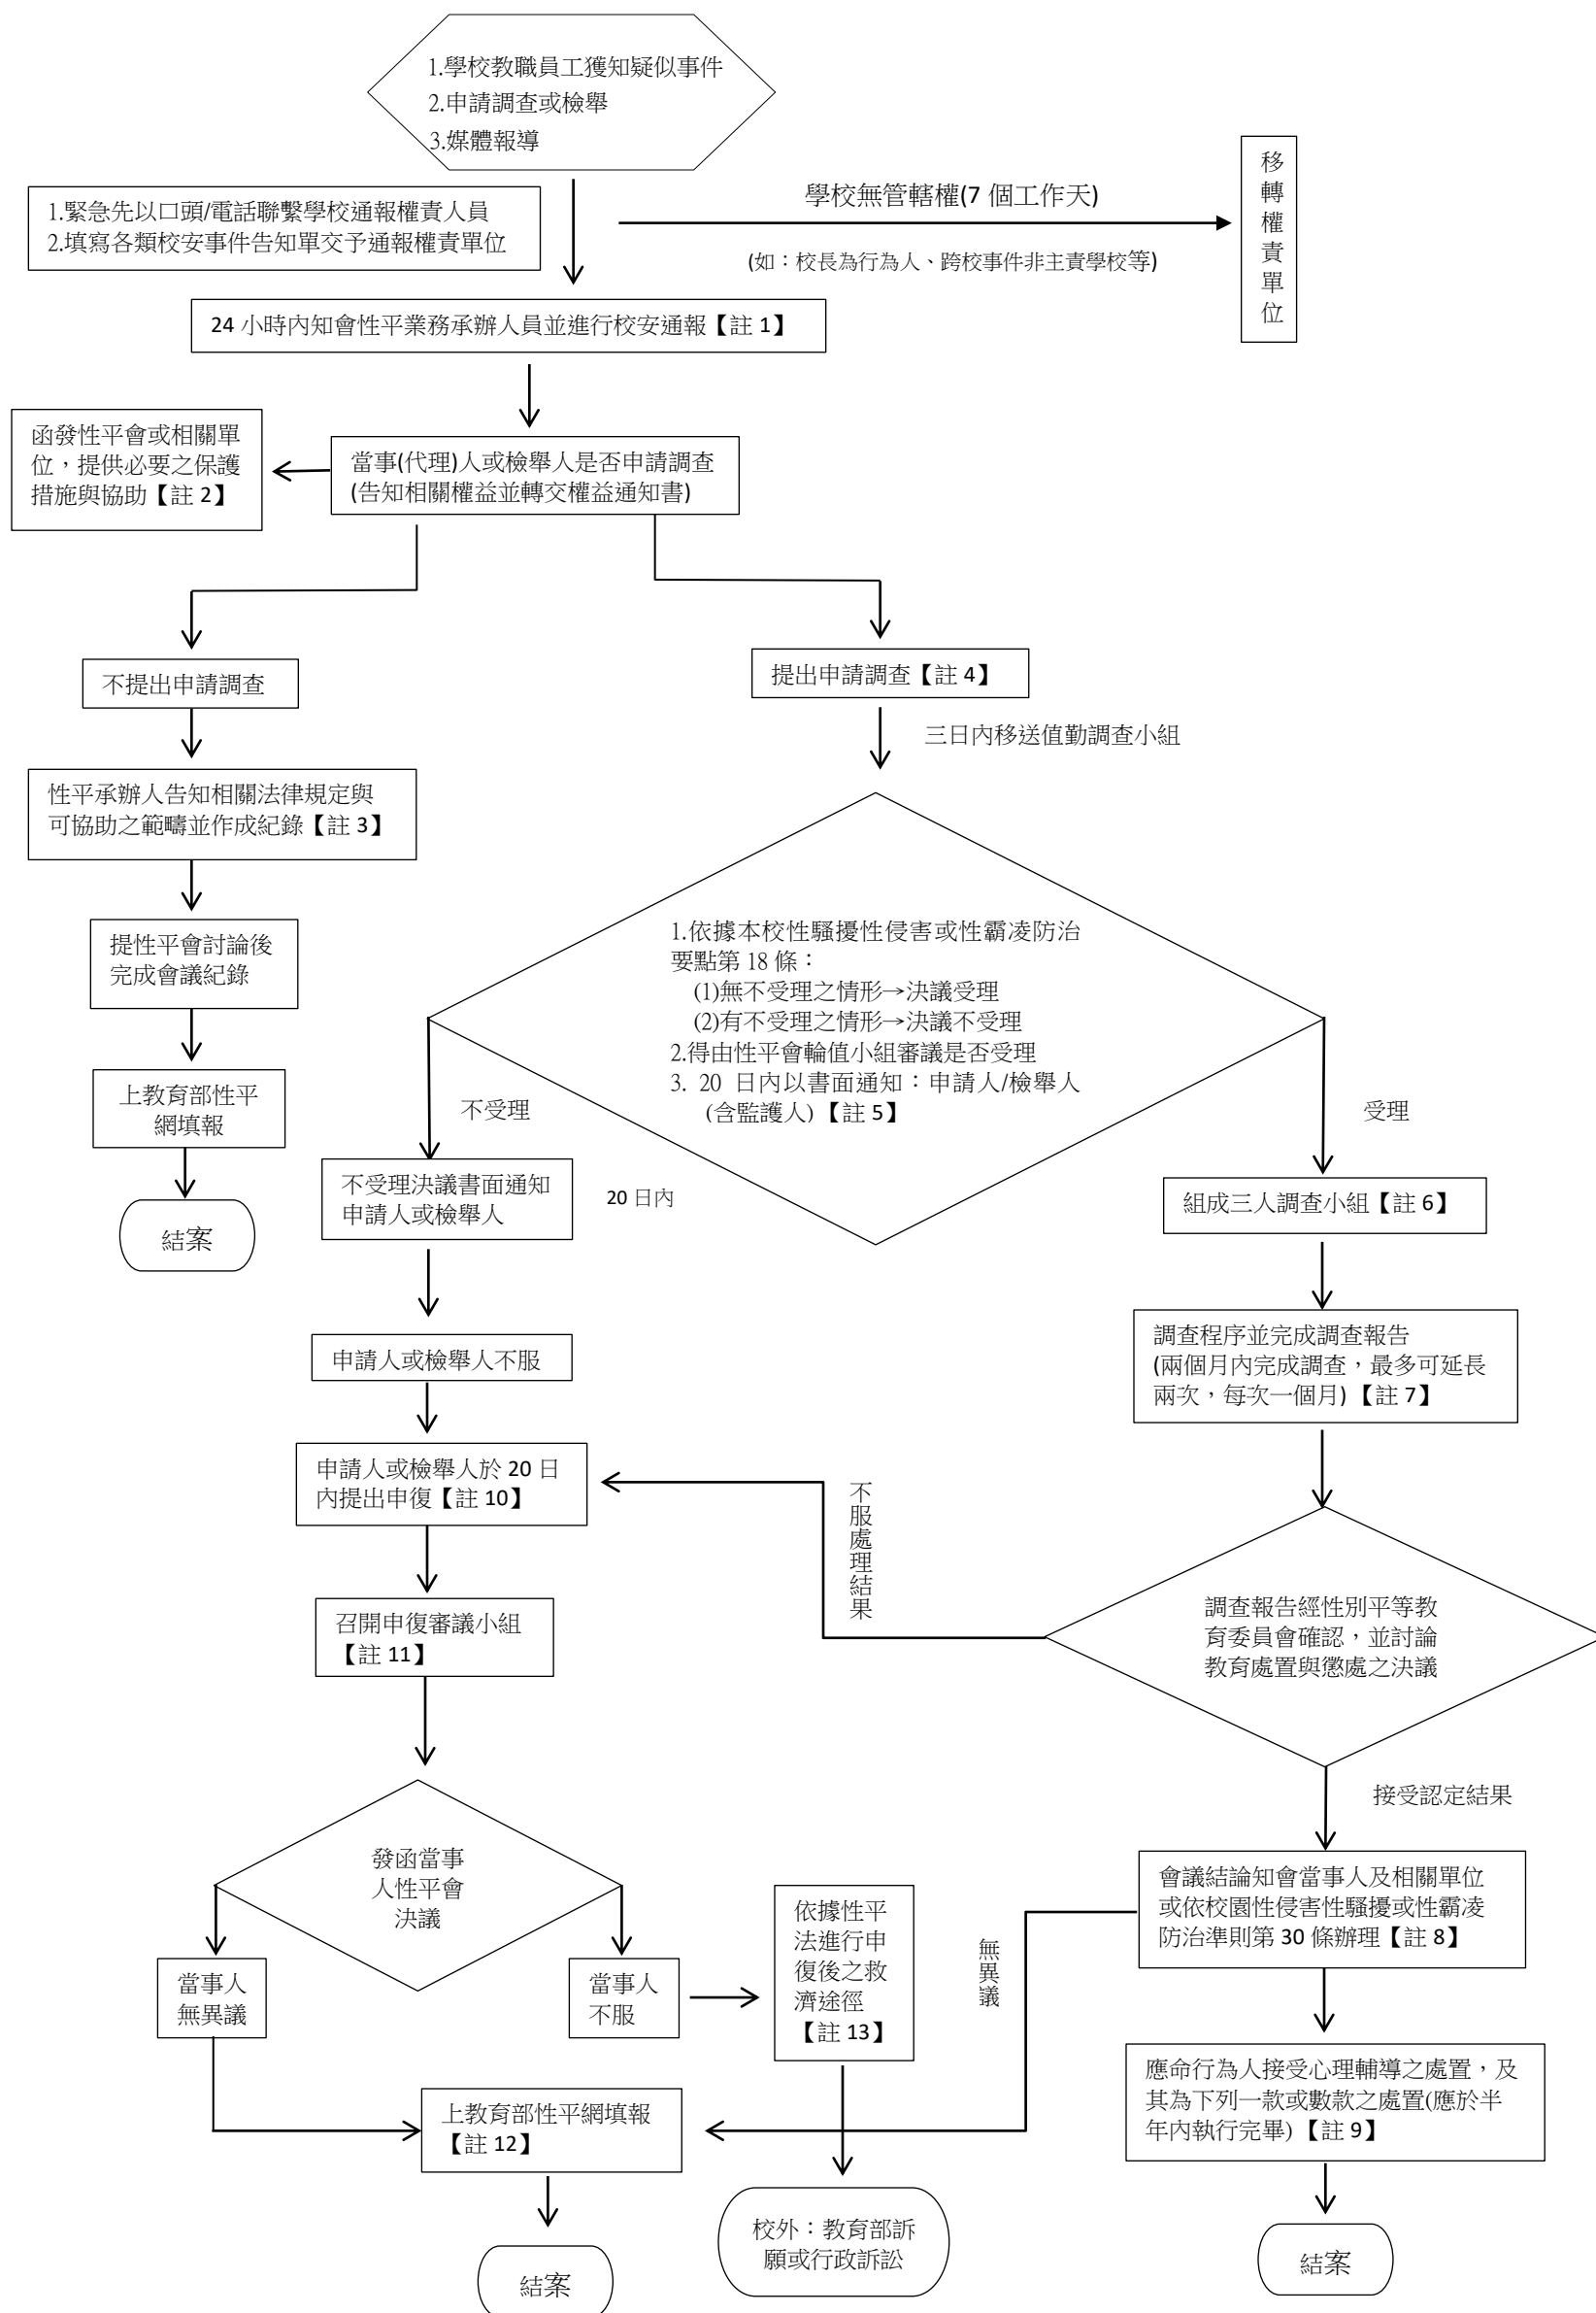 1.學校教職員工獲知疑似事件
2.申請調查或檢舉
3.媒體報導
1.緊急先以口頭/電話聯繫學校通報權責人員
2.填寫各類校安事件告知單交予通報權責單位
學校無管轄權(7 個工作天)
(如：校長為行為人、跨校事件非主責學校等)
移轉權責單位
24 小時內知會性平業務承辦人員並進行校安通報【註 1】
函發性平會或相關單
位，提供必要之保護
措施與協助【註 2】
當事(代理)人或檢舉人是否申請調查
(告知相關權益並轉交權益通知書)
不提出申請調查
提出申請調查【註 4】
三日內移送值勤調查小組
性平承辦人告知相關法律規定與
可協助之範疇並作成紀錄【註 3】
提性平會討論後
完成會議紀錄
上教育部性平
網填報
結案
1.依據本校性騷擾性侵害或性霸凌防治
要點第 18 條：
(1)無不受理之情形→決議受理
(2)有不受理之情形→決議不受理
2.得由性平會輪值小組審議是否受理
3. 20 日內以書面通知：申請人/檢舉人
(含監護人)【註 5】
不受理
受理
不受理決議書面通知
申請人或檢舉人
20 日內
組成三人調查小組【註 6】
申請人或檢舉人不服
調查程序並完成調查報告
(兩個月內完成調查，最多可延長
兩次，每次一個月)【註 7】
申請人或檢舉人於 20 日
內提出申復【註 10】
不服處理結果
召開申復審議小組
【註 11】
調查報告經性別平等教
育委員會確認，並討論
教育處置與懲處之決議
接受認定結果
發函當事
人性平會
決議
會議結論知會當事人及相關單位
或依校園性侵害性騷擾或性霸凌
防治準則第 30 條辦理【註 8】
依據性平
法進行申
復後之救
濟途徑
【註 13】
無異議
當事人
無異議
當事人
不服
應命行為人接受心理輔導之處置，及
其為下列一款或數款之處置(應於半
年內執行完畢)【註 9】
上教育部性平網填報
【註 12】
校外：教育部訴
願或行政訴訟
結案
結案